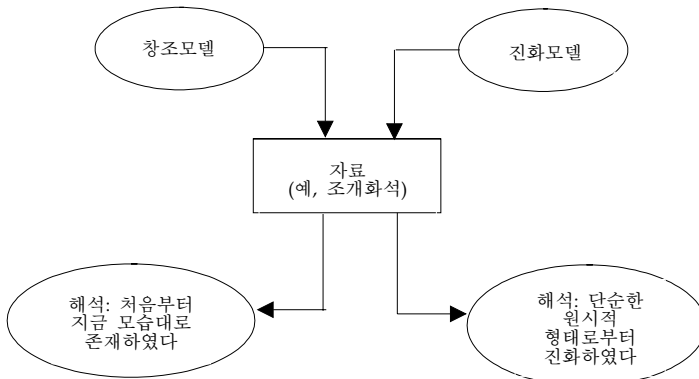 창조모델
진화모델
자료
(예, 조개화석)
해석: 처음부터
지금 모습대로
존재하였다
해석: 단순한
원시적
형태로부터
진화하였다